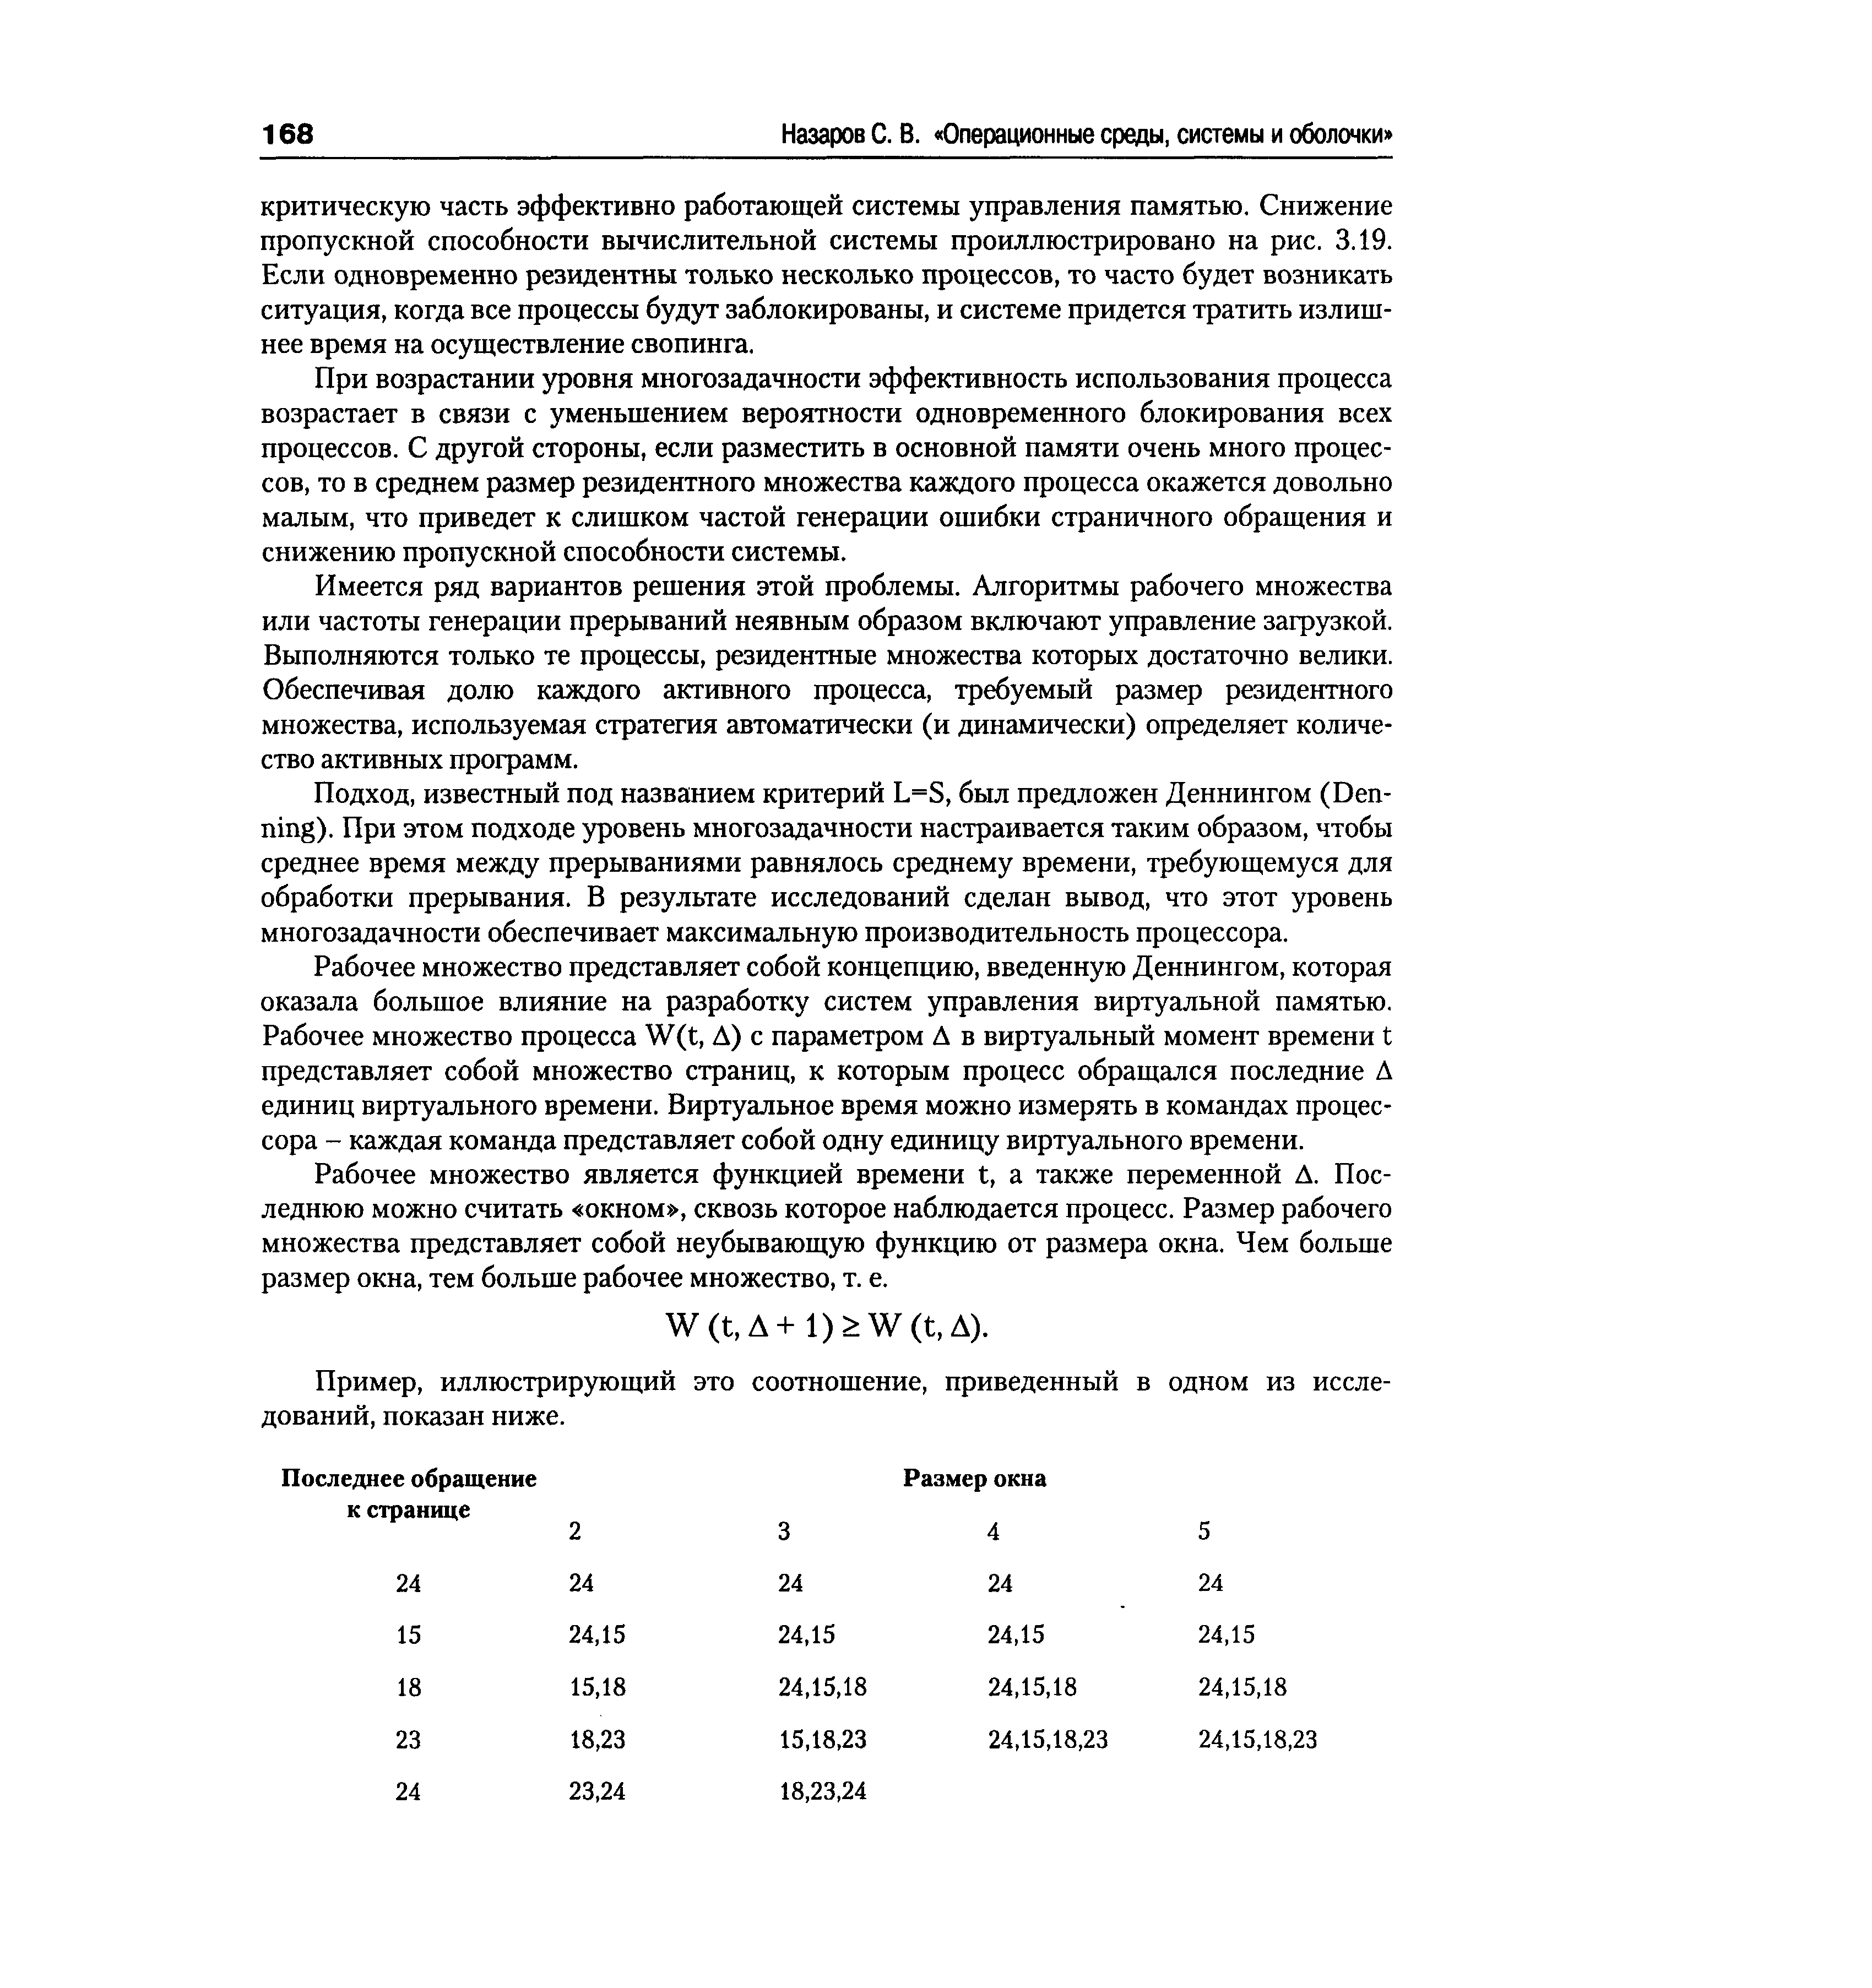 168 Назаров С. В. «Операционные среды, системы и оболочки»
критическую часть эффективно работающей системы управления памятью. Снижение
пропускной способности вычислительной системы проиллюстрировано на рис. 3.19.
Если одновременно резидентны только несколько процессов, то часто будет возникать
ситуация, когда все процессы будут заблокированы, и системе придется тратить излиш-
нее время на осуществление свопинга.
При возрастании уровня многозадачности эффективность использования процесса
возрастает в связи с уменьшением вероятности одновременного блокирования всех
процессов. С другой стороны, если разместить в основной памяти очень много процес-
сов, то в среднем размер резидентного множества каждого процесса окажется довольно
малым, что приведет к слишком частой генерации ошибки страничного обращения и
снижению пропускной способности системы.
Имеется ряд вариантов решения этой проблемы. Алгоритмы рабочего множества
или частоты генерации прерываний неявным образом включают управление загрузкой.
Выполняются только те процессы, резидентные множества которых достаточно велики.
Обеспечивая долю каждого активного процесса, требуемый размер резидентного
множества, используемая стратегия автоматически (и динамически) определяет количе-
ство активных программ.
Подход, известный под названием критерий L=S, был предложен Деннингом (Den-
ning). При этом подходе уровень многозадачности настраивается таким образом, чтобы
среднее время между прерываниями равнялось среднему времени, требующемуся для
обработки прерывания. В результате исследований сделан вывод, что этот уровень
многозадачности обеспечивает максимальную производительность процессора.
Рабочее множество представляет собой концепцию, введенную Деннингом, которая
оказала большое влияние на разработку систем управления виртуальной памятью.
Рабочее множество процесса W(t, Δ) с параметром Δ в виртуальный момент времени t
представляет собой множество страниц, к которым процесс обращался последние Δ
единиц виртуального времени. Виртуальное время можно измерять в командах процес-
сора – каждая команда представляет собой одну единицу виртуального времени.
Рабочее множество является функцией времени t, а также переменной Δ. Пос-
леднюю можно считать «окном», сквозь которое наблюдается процесс. Размер рабочего
множества представляет собой неубывающую функцию от размера окна. Чем больше
размер окна, тем больше рабочее множество, т. е.
W (t, Δ + 1) ≥ W (t, Δ).
Пример, иллюстрирующий это соотношение, приведенный в одном из иссле-
дований, показан ниже.
Последнее обращение Размер окна
к странице
2 3 4 5
24 24 24 24 24
15 24,15 24,15 24,15 24,15
18 15,18 24,15,18 24,15,18 24,15,18
23 18,23 15,18,23 24,15,18,23 24,15,18,23
24 23,24 18,23,24